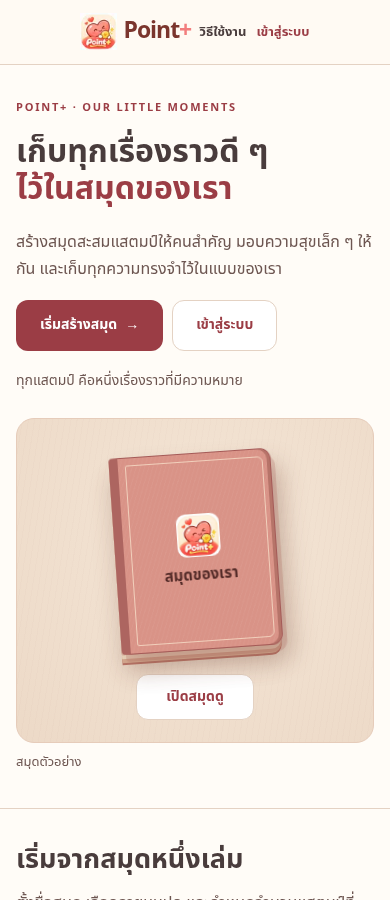 Point+
Point+ วิธีใช้งาน เข้าสู่ระบบ
POINT+ · OUR LITTLE MOMENTS
เก็บทุกเรื่องราวดี ๆ
ไว้ในสมุดของเรา
สร้างสมุดสะสมแสตมป์ให้คนสำคัญ มอบความสุขเล็ก ๆ ให้
กัน และเก็บทุกความทรงจำไว้ในแบบของเรา
เริ่มสร้างสมุด → เข้าสู่ระบบ
ทุกแสตมป์ คือหนึ่งเรื่องราวที่มีความหมาย
Point+
สมุดของเรา
เปิดสมุดดู
สมุดตัวอย่าง
เริ่มจากสมุดหนึ่งเล่ม